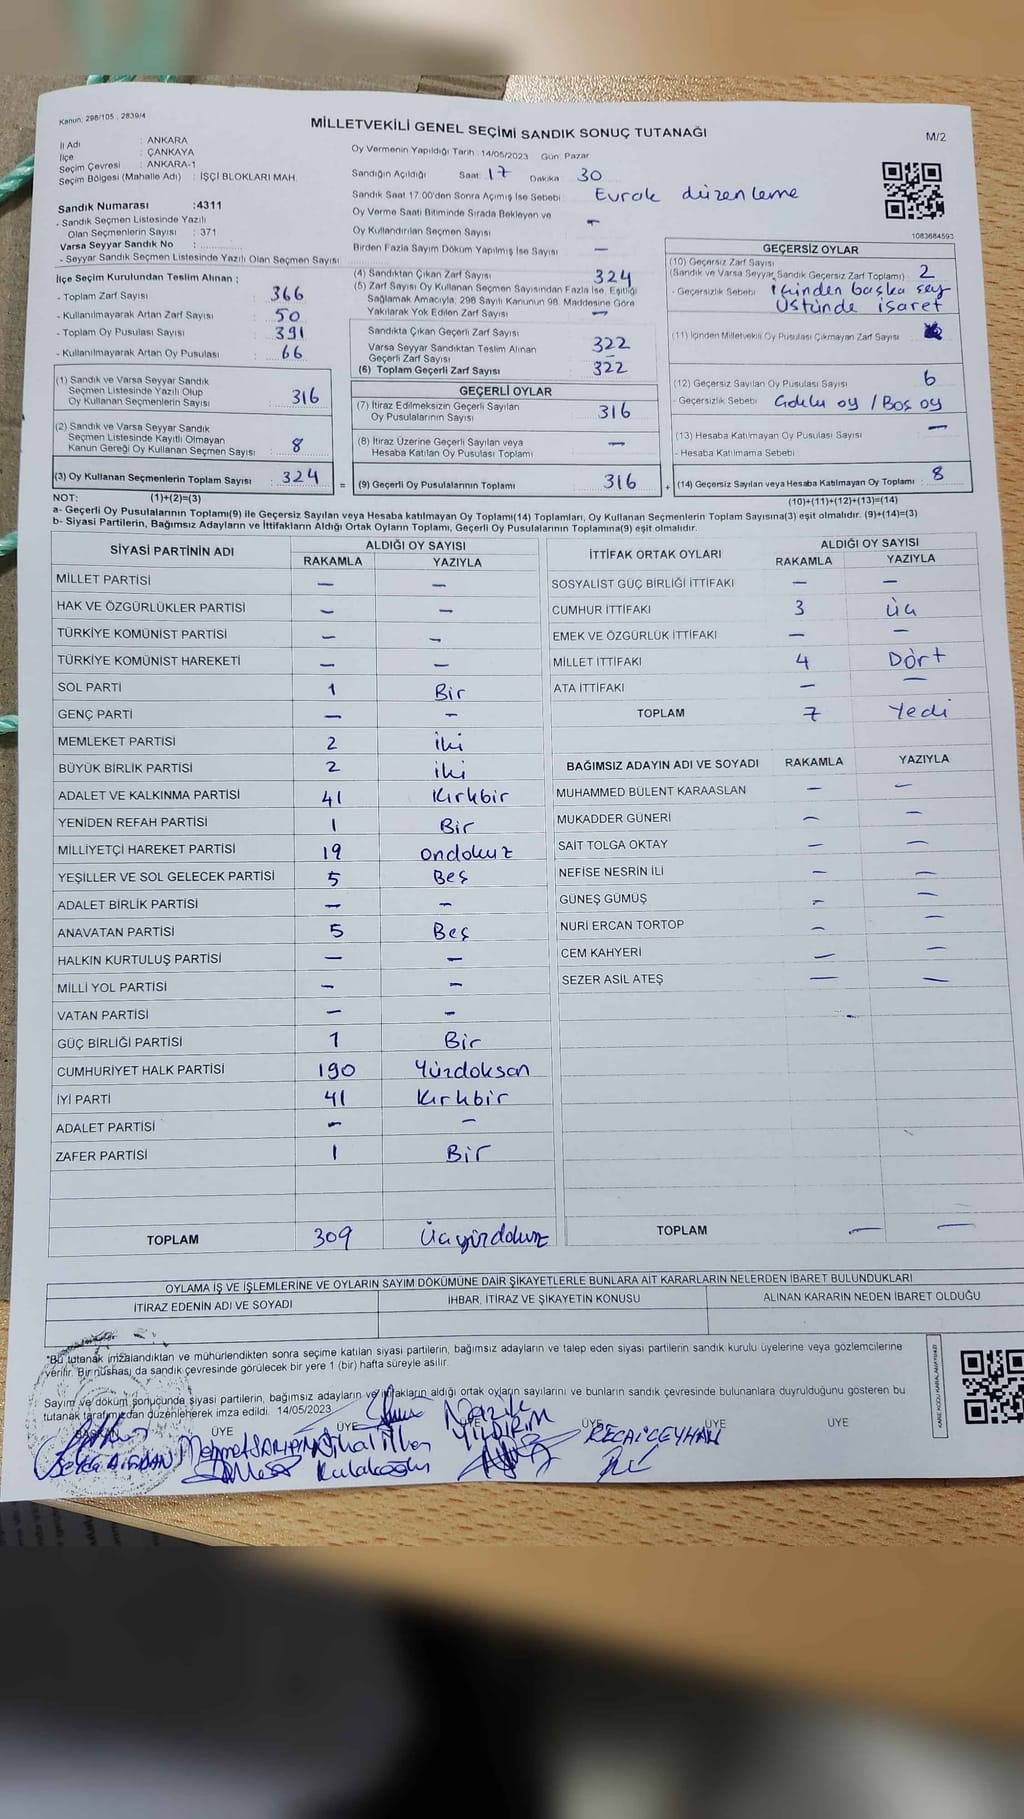 Kanun: 298/105 , 2839/4
MİLLETVEKİLİ GENEL SEÇİMİ SANDIK SONUÇ TUTANAĞI
M/2
İl Adı : ANKARA
İlçe : ÇANKAYA
Seçim Çevresi : ANKARA-1
Seçim Bölgesi (Mahalle Adı) : İŞÇİ BLOKLARI MAH.
Oy Vermenin Yapıldığı Tarih : 14/05/2023 Gün: Pazar
Sandığın Açıldığı Saat: 17 Dakika 30
Sandık Saat 17:00'den Sonra Açılmış İse Sebebi: Evrak düzenleme
Oy Verme Saati Bitiminde Sırada Bekleyen ve
Oy Kullandırılan Seçmen Sayısı —
Birden Fazla Sayım Döküm Yapılmış İse Sayısı —
1083684593
Sandık Numarası :4311
- Sandık Seçmen Listesinde Yazılı
Olan Seçmenlerin Sayısı : 371
Varsa Seyyar Sandık No :
- Seyyar Sandık Seçmen Listesinde Yazılı Olan Seçmen Sayısı:
İlçe Seçim Kurulundan Teslim Alınan ;
- Toplam Zarf Sayısı : 366
- Kullanılmayarak Artan Zarf Sayısı : 50
- Toplam Oy Pusulası Sayısı : 391
- Kullanılmayarak Artan Oy Pusulası : 66
(1) Sandık ve Varsa Seyyar Sandık
Seçmen Listesinde Yazılı Olup
Oy Kullanan Seçmenlerin Sayısı : 316
(2) Sandık ve Varsa Seyyar Sandık
Seçmen Listesinde Kayıtlı Olmayan
Kanun Gereği Oy Kullanan Seçmen Sayısı : 8
(3) Oy Kullanan Seçmenlerin Toplam Sayısı : 324
(4) Sandıktan Çıkan Zarf Sayısı 324
(5) Zarf Sayısı Oy Kullanan Seçmen Sayısından Fazla İse, Eşitliği
Sağlamak Amacıyla, 298 Sayılı Kanunun 98. Maddesine Göre
Yakılarak Yok Edilen Zarf Sayısı —
Sandıkta Çıkan Geçerli Zarf Sayısı : 322
Varsa Seyyar Sandıktan Teslim Alınan
Geçerli Zarf Sayısı —
(6) Toplam Geçerli Zarf Sayısı : 322
GEÇERLİ OYLAR
(7) İtiraz Edilmeksizin Geçerli Sayılan
Oy Pusulalarının Sayısı : 316
(8) İtiraz Üzerine Geçerli Sayılan veya
Hesaba Katılan Oy Pusulası Toplamı : —
= (9) Geçerli Oy Pusulalarının Toplamı : 316
GEÇERSİZ OYLAR
(10) Geçersiz Zarf Sayısı
(Sandık ve Varsa Seyyar Sandık Geçersiz Zarf Toplamı) 2
- Geçersizlik Sebebi : İçinden başka şey
Üstünde işaret
(11) İçinden Milletvekili Oy Pusulası Çıkmayan Zarf Sayısı
(12) Geçersiz Sayılan Oy Pusulası Sayısı : 6
- Geçersizlik Sebebi oy / Boş oy
(13) Hesaba Katılmayan Oy Pusulası Sayısı : —
- Hesaba Katılmama Sebebi
+ (14) Geçersiz Sayılan veya Hesaba Katılmayan Oy Toplamı : 8
NOT: (1)+(2)=(3) (10)+(11)+(12)+(13)=(14)
a- Geçerli Oy Pusulalarının Toplamı(9) ile Geçersiz Sayılan veya Hesaba katılmayan Oy Toplamı(14) Toplamları, Oy Kullanan Seçmenlerin Toplam Sayısına(3) eşit olmalıdır. (9)+(14)=(3)
b- Siyasi Partilerin, Bağımsız Adayların ve İttifakların Aldığı Ortak Oyların Toplamı, Geçerli Oy Pusulalarının Toplamına(9) eşit olmalıdır.
SİYASİ PARTİNİN ADI ALDIĞI OY SAYISI
RAKAMLA YAZIYLA
MİLLET PARTİSİ — —
HAK VE ÖZGÜRLÜKLER PARTİSİ — —
TÜRKİYE KOMÜNİST PARTİSİ — —
TÜRKİYE KOMÜNİST HAREKETİ — —
SOL PARTİ 1 Bir
GENÇ PARTİ — —
MEMLEKET PARTİSİ 2 iki
BÜYÜK BİRLİK PARTİSİ 2 iki
ADALET VE KALKINMA PARTİSİ 41 Kırkbir
YENİDEN REFAH PARTİSİ 1 Bir
MİLLİYETÇİ HAREKET PARTİSİ 19 ondokuz
YEŞİLLER VE SOL GELECEK PARTİSİ 5 Beş
ADALET BİRLİK PARTİSİ — —
ANAVATAN PARTİSİ 5 Beş
HALKIN KURTULUŞ PARTİSİ — —
MİLLİ YOL PARTİSİ — —
VATAN PARTİSİ — —
GÜÇ BİRLİĞİ PARTİSİ 1 Bir
CUMHURİYET HALK PARTİSİ 190 Yüzdoksan
İYİ PARTİ 41 Kırkbir
ADALET PARTİSİ — —
ZAFER PARTİSİ 1 Bir
TOPLAM 309 Üçyüzdokuz
İTTİFAK ORTAK OYLARI ALDIĞI OY SAYISI
RAKAMLA YAZIYLA
SOSYALİST GÜÇ BİRLİĞİ İTTİFAKI — —
CUMHUR İTTİFAKI 3 Üç
EMEK VE ÖZGÜRLÜK İTTİFAKI — —
MİLLET İTTİFAKI 4 Dört
ATA İTTİFAKI — —
TOPLAM 7 Yedi
BAĞIMSIZ ADAYIN ADI VE SOYADI RAKAMLA YAZIYLA
MUHAMMED BÜLENT KARAASLAN — —
MUKADDER GÜNERİ — —
SAİT TOLGA OKTAY — —
NEFİSE NESRİN İLİ — —
GÜNEŞ GÜMÜŞ — —
NURİ ERCAN TORTOP — —
CEM KAHYERİ — —
SEZER ASİL ATEŞ — —
TOPLAM — —
OYLAMA İŞ VE İŞLEMLERİNE VE OYLARIN SAYIM DÖKÜMÜNE DAİR ŞİKAYETLERLE BUNLARA AİT KARARLARIN NELERDEN İBARET BULUNDUKLARI
İTİRAZ EDENİN ADI VE SOYADI İHBAR, İTİRAZ VE ŞİKAYETİN KONUSU ALINAN KARARIN NEDEN İBARET OLDUĞU
*Bu tutanak imzalandıktan ve mühürlendikten sonra seçime katılan siyasi partilerin, bağımsız adayların ve talep eden siyasi partilerin sandık kurulu üyelerine veya gözlemcilerine
verilir. Bir nüshası da sandık çevresinde görülecek bir yere 1 (bir) hafta süreyle asılır.
Sayım ve döküm sonucunda siyasi partilerin, bağımsız adayların ve ittifakların aldığı ortak oyların sayılarını ve bunların sandık çevresinde bulunanlara duyurulduğunu gösteren bu
tutanak tarafımızdan düzenlenerek imza edildi. 14/05/2023
BAŞKAN ÜYE ÜYE ÜYE ÜYE ÜYE ÜYE
Nazik
YILDIRIM
RECAİ CEYHAN